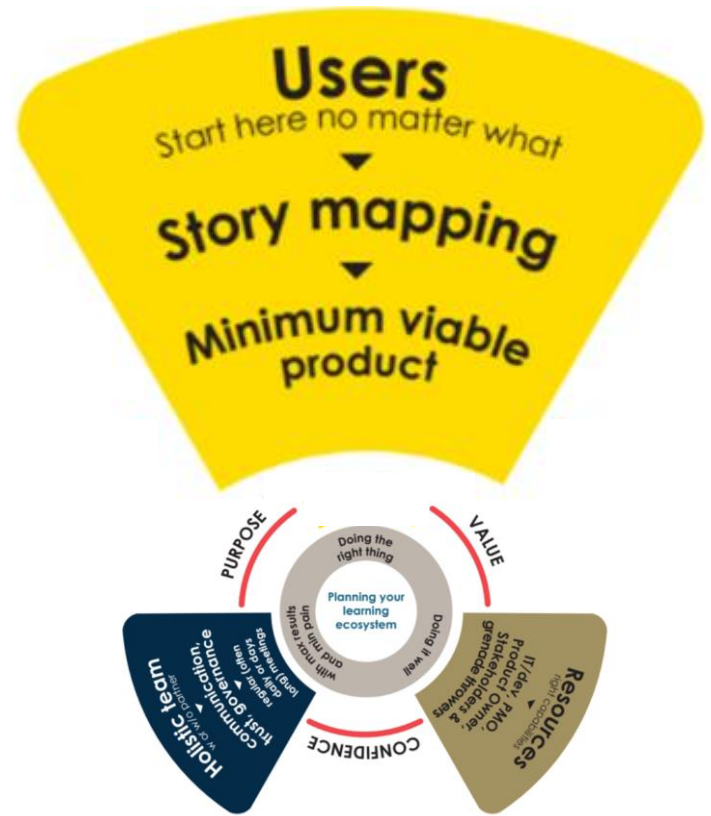 Users
Start here no matter what
Story mapping
Minimum viable
product
PURPOSE
VALUE
Doing the
right thing
Planning your
learning
ecosystem
Doing it well
with max results
and min pain
CONFIDENCE
Holistic team
w or w/o partner
communication,
trust, governance
regular (often
daily or days
long) meetings
Resources
right capabilities
IT/dev, PMO,
Product Owner,
Stakeholders &
grenade throwers